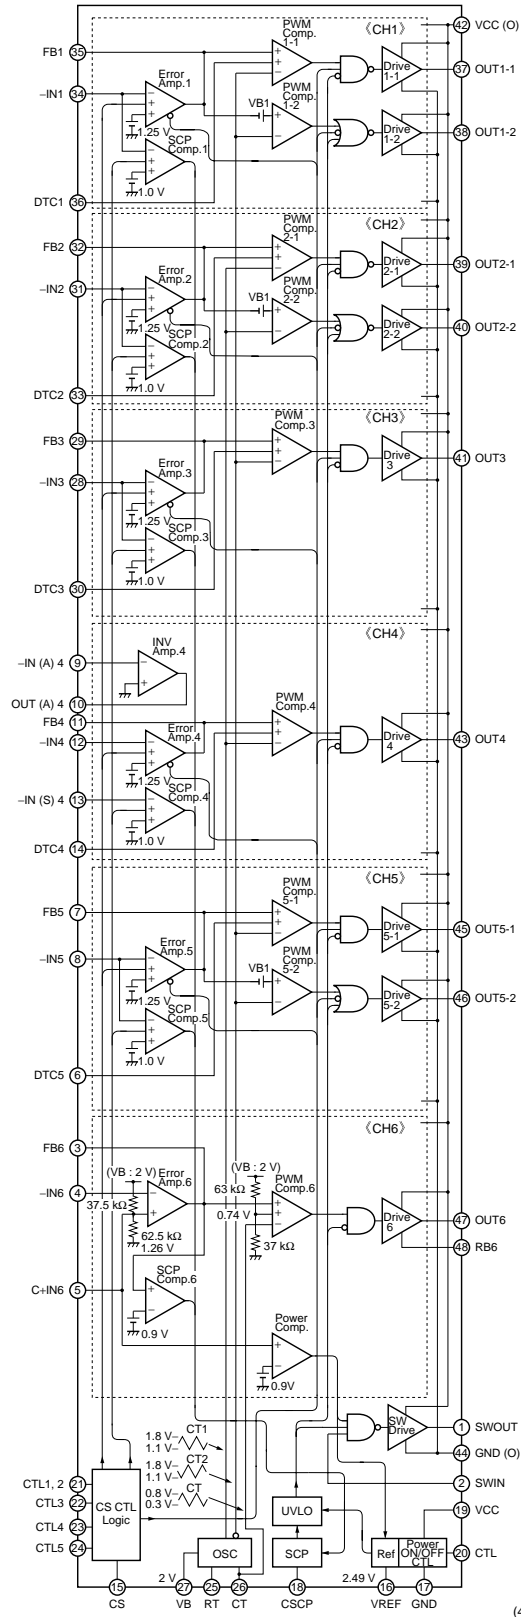 《CH1》
FB1 35
–IN1 34
DTC1 36
Error
Amp.1
1.25 V
SCP
Comp.1
1.0 V
PWM
Comp.
1-1
VB1
PWM
Comp.
1-2
Drive
1-1
Drive
1-2
42 VCC (O)
37 OUT1-1
38 OUT1-2
《CH2》
FB2 32
–IN2 31
DTC2 33
Error
Amp.2
1.25 V
SCP
Comp.2
1.0 V
PWM
Comp.
2-1
VB1
PWM
Comp.
2-2
Drive
2-1
Drive
2-2
39 OUT2-1
40 OUT2-2
《CH3》
FB3 29
–IN3 28
DTC3 30
Error
Amp.3
1.25 V
SCP
Comp.3
1.0 V
PWM
Comp.3
Drive
3
41 OUT3
《CH4》
–IN (A) 4 9
OUT (A) 4 10
FB4 11
–IN4 12
–IN (S) 4 13
DTC4 14
INV
Amp.4
Error
Amp.4
1.25 V
SCP
Comp.4
1.0 V
PWM
Comp.4
Drive
4
43 OUT4
《CH5》
FB5 7
–IN5 8
DTC5 6
Error
Amp.5
1.25 V
SCP
Comp.5
1.0 V
PWM
Comp.
5-1
VB1
PWM
Comp.
5-2
Drive
5-1
Drive
5-2
45 OUT5-1
46 OUT5-2
《CH6》
FB6 3
–IN6 4
C+IN6 5
(VB : 2 V)
Error
Amp.6
37.5 kΩ
62.5 kΩ
1.26 V
SCP
Comp.6
0.9 V
(VB : 2 V)
63 kΩ
0.74 V
37 kΩ
PWM
Comp.6
Drive
6
47 OUT6
48 RB6
Power
Comp.
0.9V
SW
Drive
1 SWOUT
44 GND (O)
2 SWIN
19 VCC
20 CTL
CT1
1.8 V
1.1 V
CT2
1.8 V
1.1 V
CT
0.8 V
0.3 V
CTL1, 2 21
CTL3 22
CTL4 23
CTL5 24
CS CTL
Logic
OSC
UVLO
SCP
Ref
Power
ON/OFF
CTL
2 V
2.49 V
15 27 25 26 18 16 17
CS VB RT CT CSCP VREF GND
(4